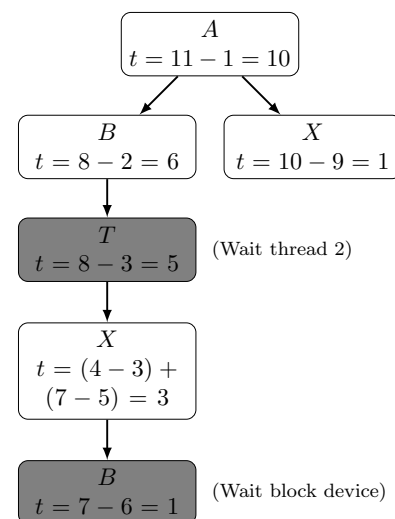 A
t = 11 − 1 = 10
B
t = 8 − 2 = 6
X
t = 10 − 9 = 1
T
t = 8 − 3 = 5
(Wait thread 2)
X
t = (4 − 3) +
(7 − 5) = 3
B
t = 7 − 6 = 1
(Wait block device)